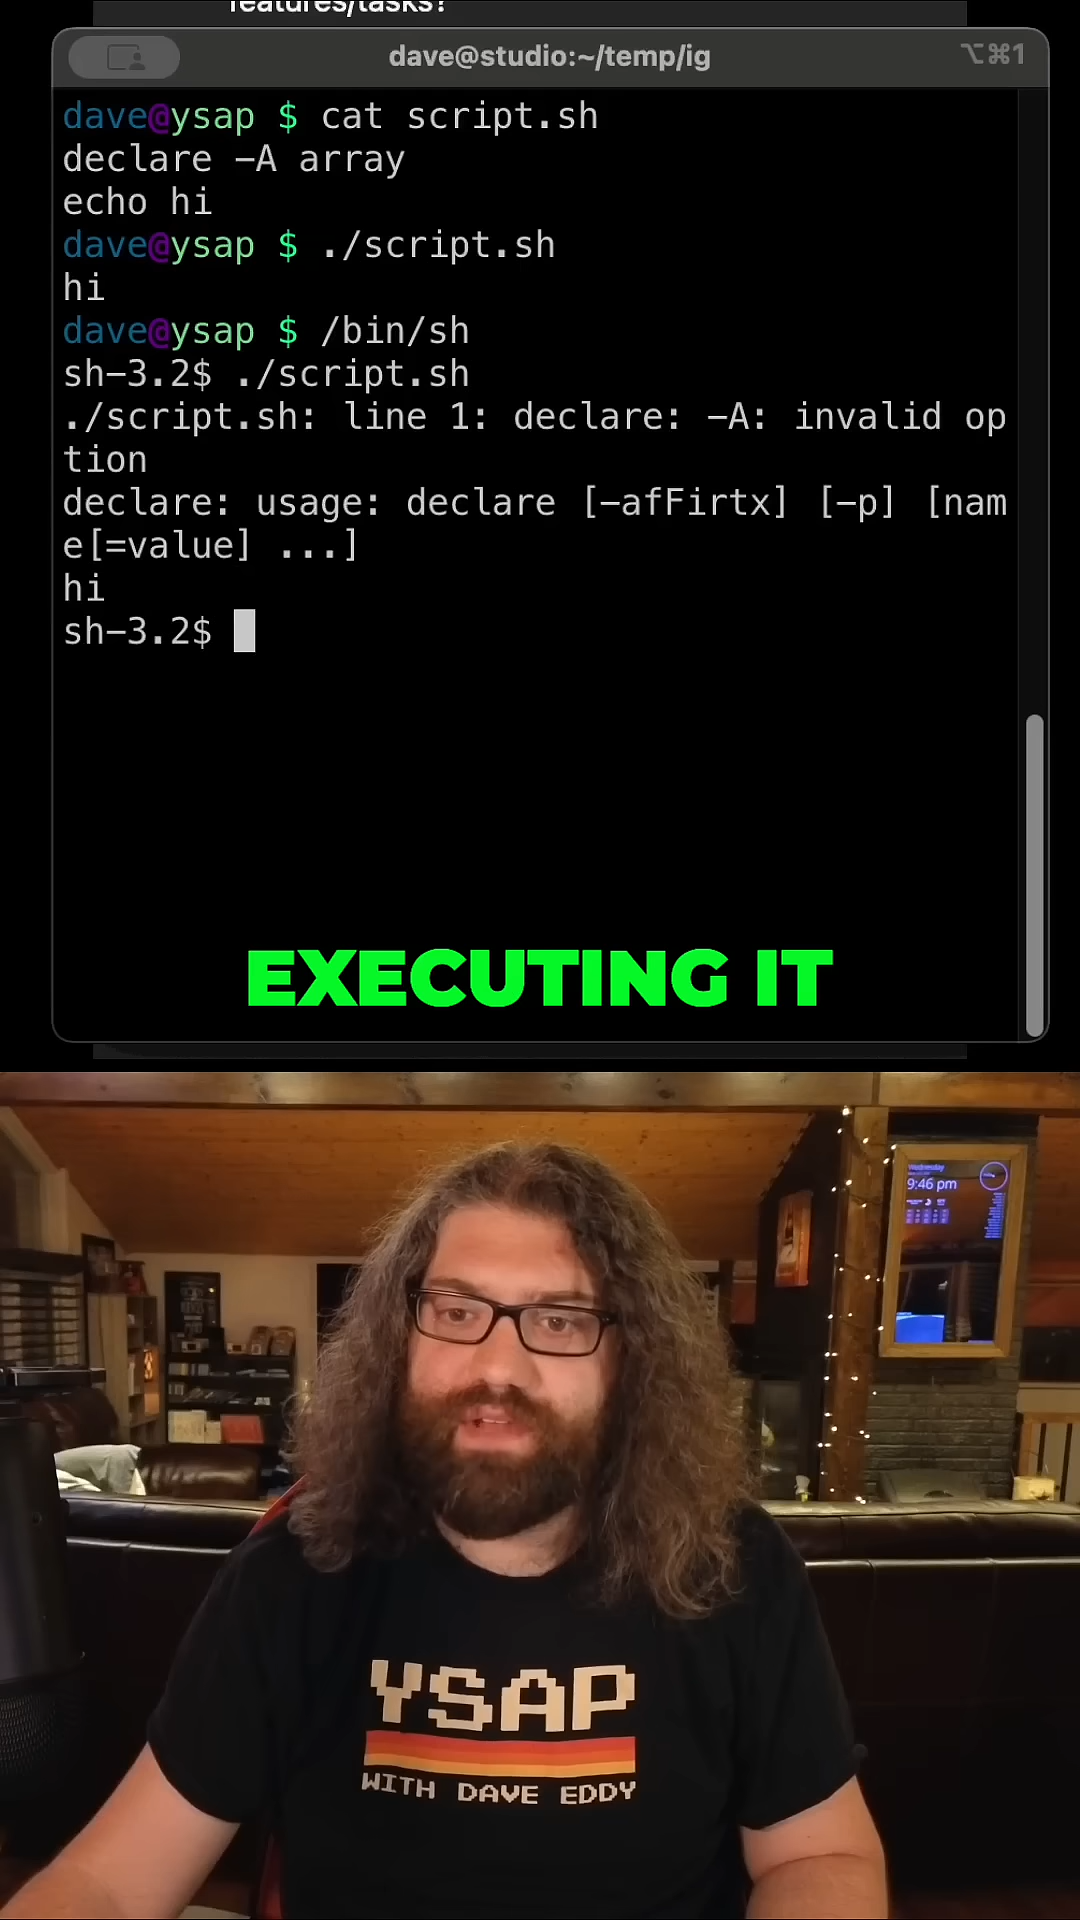 features/tasks?
dave@studio:~/temp/ig
⌥⌘1
dave@ysap $ cat script.sh
declare -A array
echo hi
dave@ysap $ ./script.sh
hi
dave@ysap $ /bin/sh
sh-3.2$ ./script.sh
./script.sh: line 1: declare: -A: invalid op
tion
declare: usage: declare [-afFirtx] [-p] [nam
e[=value] ...]
hi
sh-3.2$
EXECUTING IT
Wednesday
9:46 pm
YSAP
WITH DAVE EDDY